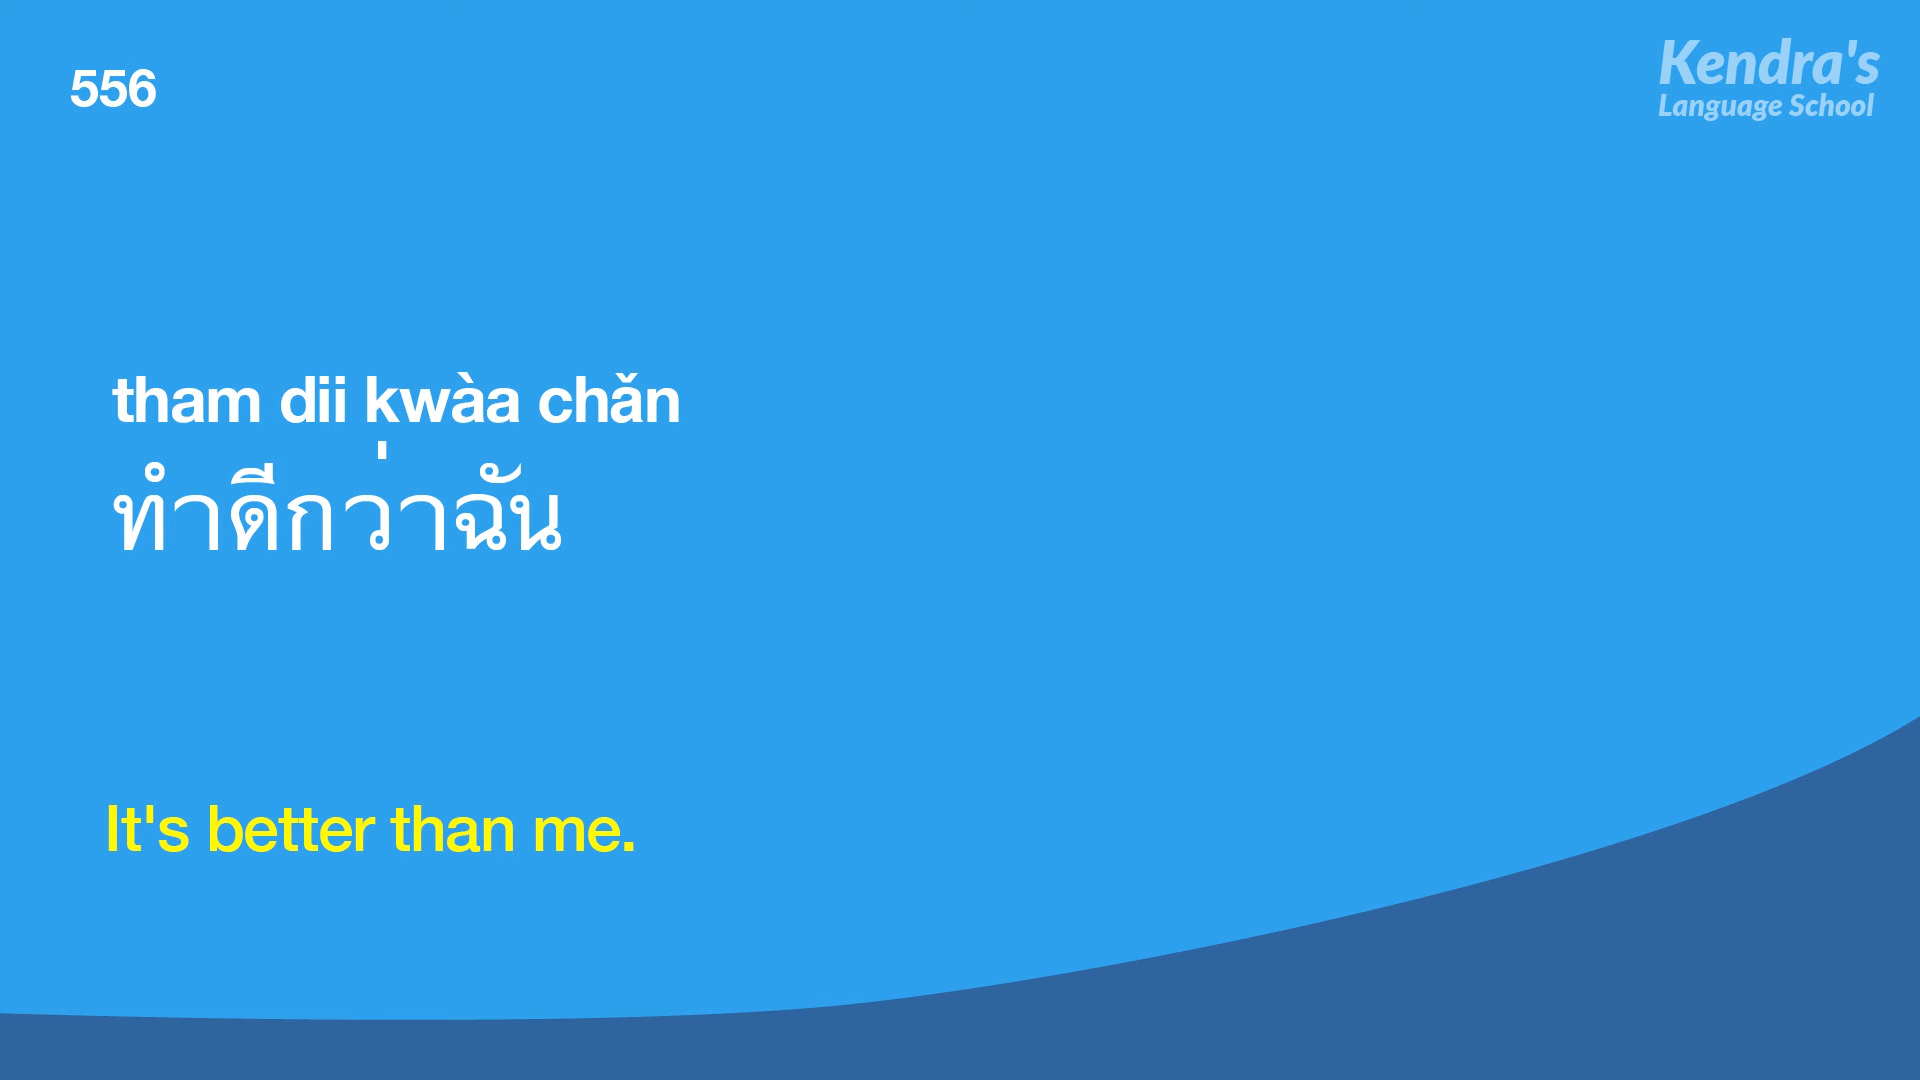 556
Kendra's
Language School
tham dii kwàa chǎn
ทำดีกว่าฉัน
It's better than me.